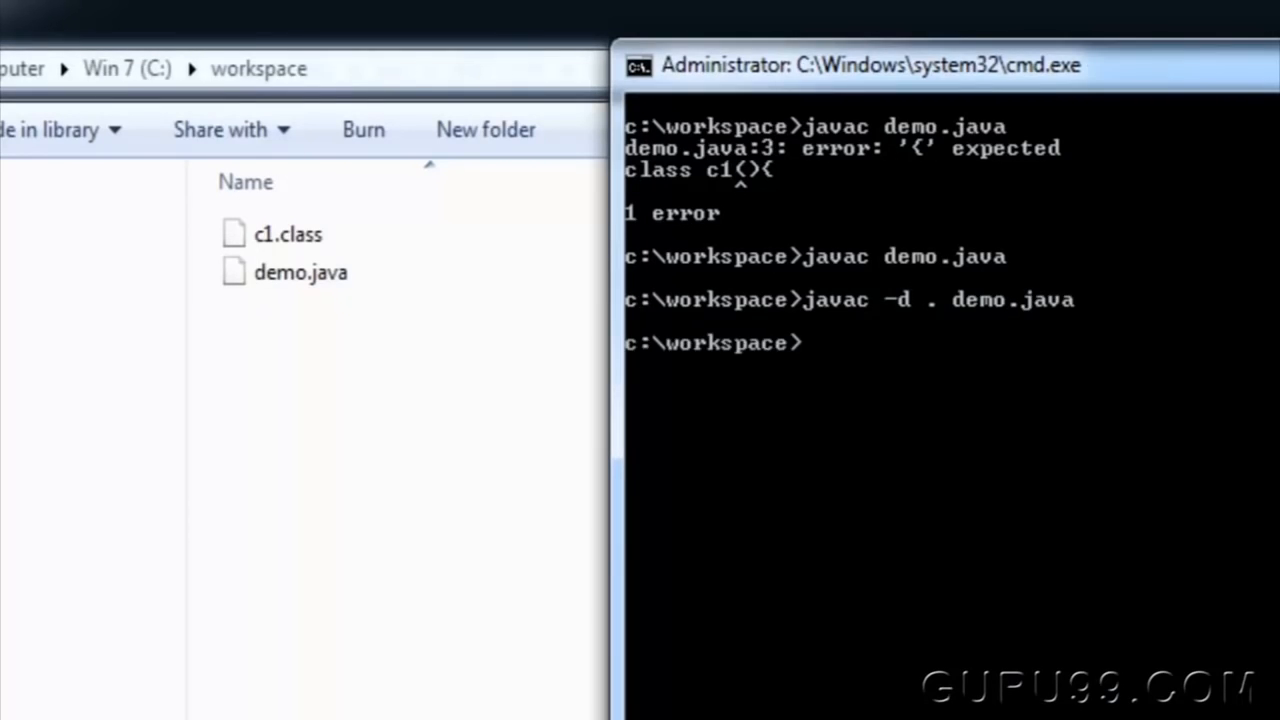 puter ▶ Win 7 (C:) ▶ workspace
de in library ▼ Share with ▼ Burn New folder
Name
c1.class
demo.java
Administrator: C:\Windows\system32\cmd.exe
c:\workspace>javac demo.java
demo.java:3: error: '{' expected
class c1(){
^
1 error
c:\workspace>javac demo.java
c:\workspace>javac -d . demo.java
c:\workspace>
GURU99.COM